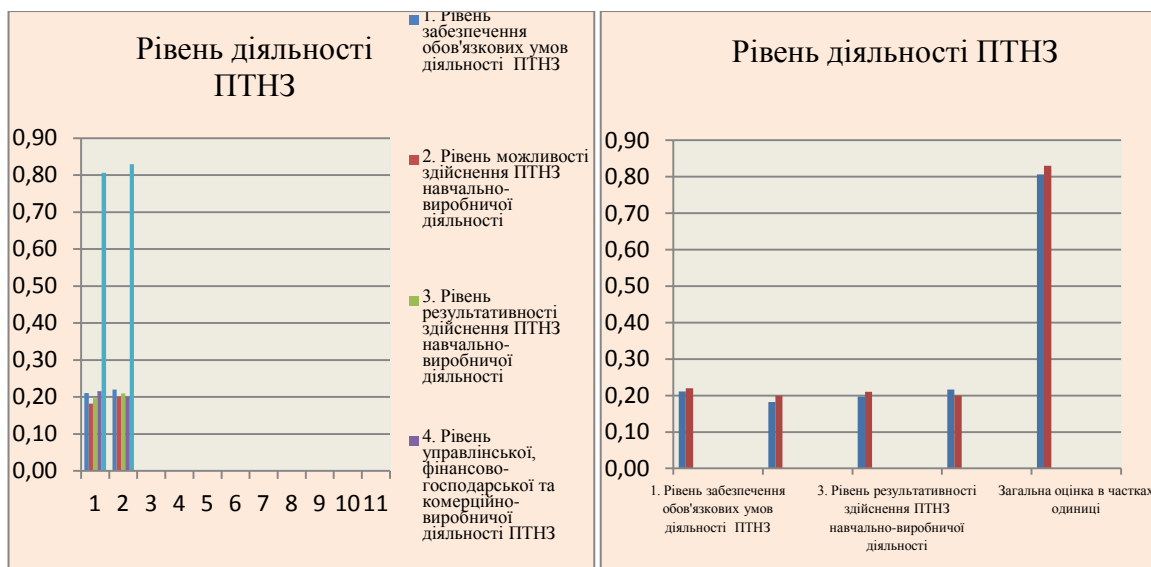 Рівень діяльності
ПТНЗ
0,90
0,80
0,70
0,60
0,50
0,40
0,30
0,20
0,10
0,00
1 2 3 4 5 6 7 8 9 10 11
1. Рівень
забезпечення
обов'язкових умов
діяльності ПТНЗ
2. Рівень можливості
здійснення ПТНЗ
навчально-
виробничої
діяльності
3. Рівень
результативності
здійснення ПТНЗ
навчально-
виробничої
діяльності
4. Рівень
управлінської,
фінансово-
господарської та
комерційно-
виробничої
діяльності ПТНЗ
Рівень діяльності ПТНЗ
0,90
0,80
0,70
0,60
0,50
0,40
0,30
0,20
0,10
0,00
1. Рівень забезпечення
обов'язкових умов
діяльності ПТНЗ
3. Рівень результативності
здійснення ПТНЗ
навчально-виробничої
діяльності
Загальна оцінка в частках
одиниці